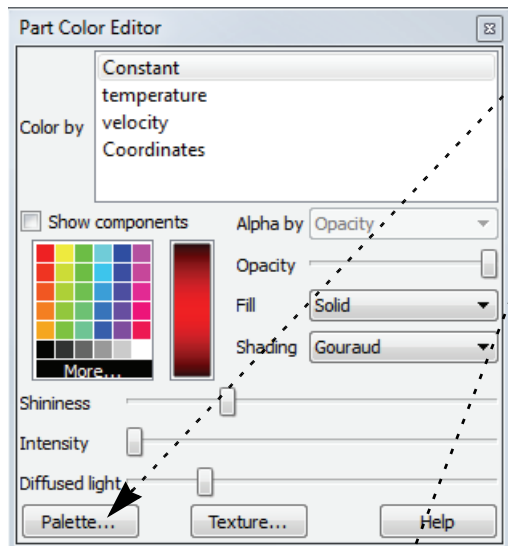 Part Color Editor
Constant
temperature
Color by
velocity
Coordinates
Show components
Alpha by Opacity
Opacity
Fill Solid
Shading Gouraud
More...
Shininess
Intensity
Diffused light
Palette... Texture... Help